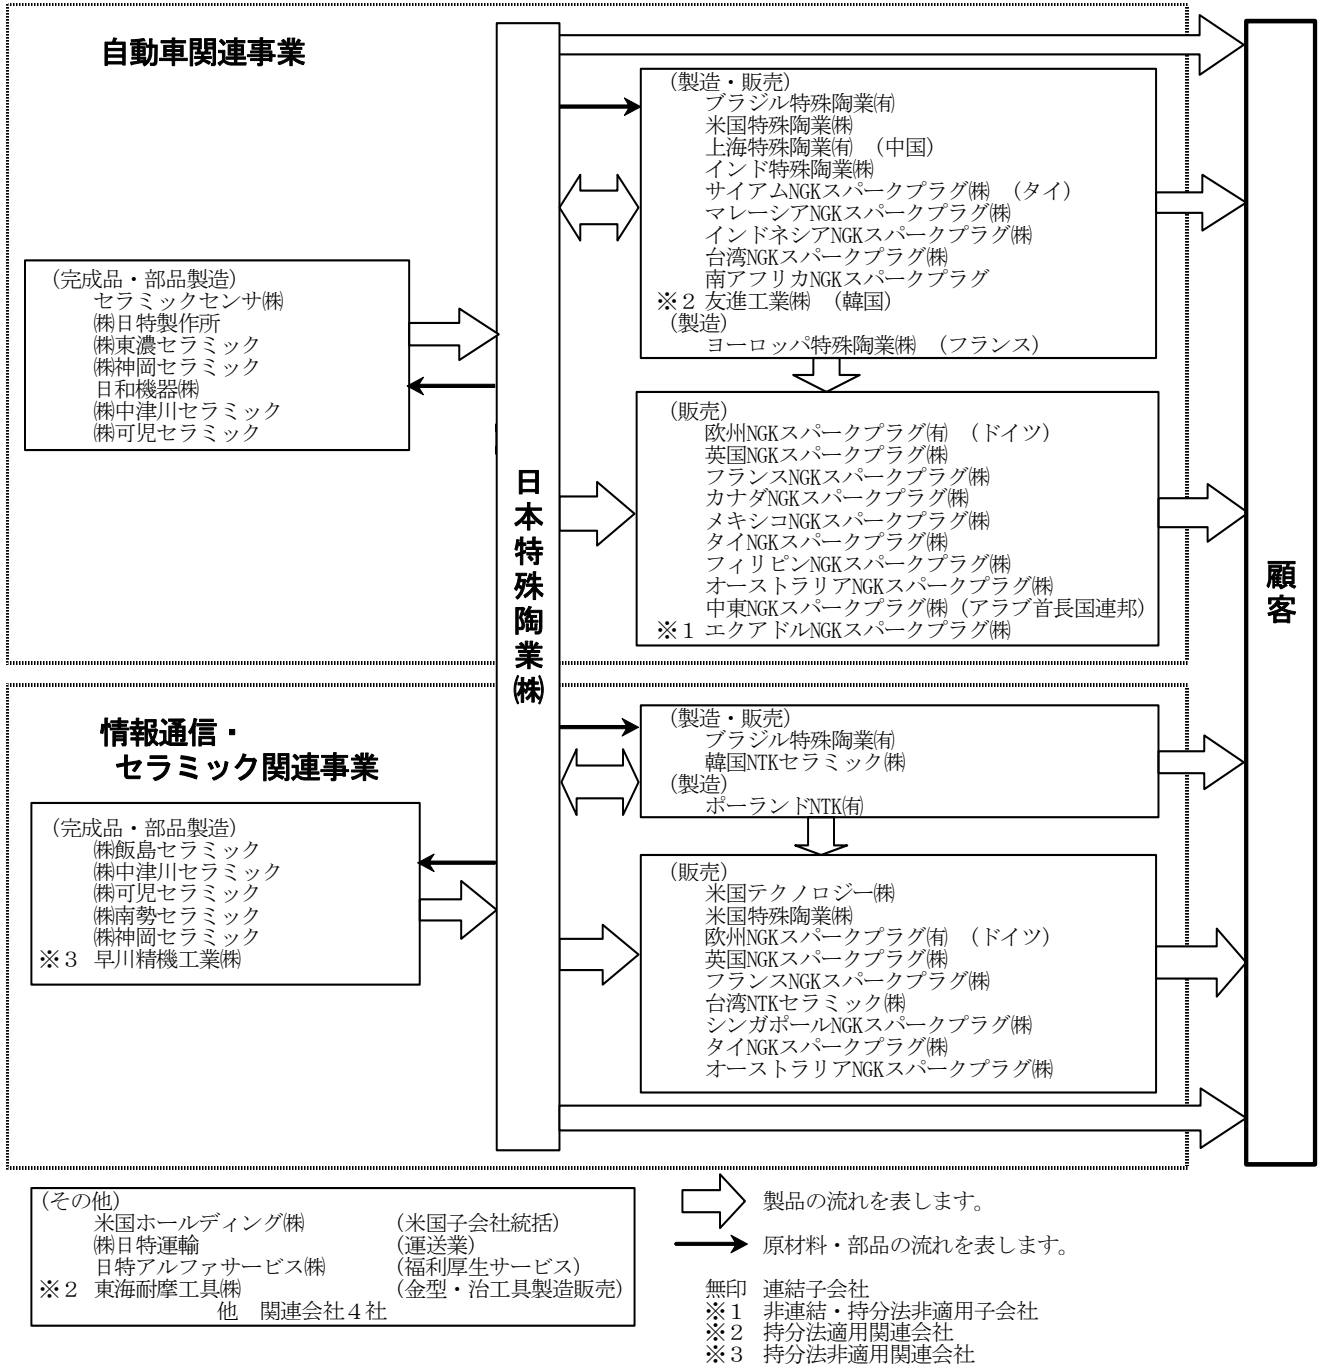 自動車関連事業
(製造・販売)
ブラジル特殊陶業㈲
米国特殊陶業㈱
上海特殊陶業㈲ (中国)
インド特殊陶業㈱
サイアムNGKスパークプラグ㈱ (タイ)
マレーシアNGKスパークプラグ㈱
インドネシアNGKスパークプラグ㈱
台湾NGKスパークプラグ㈱
南アフリカNGKスパークプラグ
※2 友進工業㈱ (韓国)
(製造)
ヨーロッパ特殊陶業㈱ (フランス)
(完成品・部品製造)
セラミックセンサ㈱
㈱日特製作所
㈱東濃セラミック
㈱神岡セラミック
日和機器㈱
㈱中津川セラミック
㈱可児セラミック
(販売)
欧州NGKスパークプラグ㈲ (ドイツ)
英国NGKスパークプラグ㈱
フランスNGKスパークプラグ㈱
カナダNGKスパークプラグ㈱
メキシコNGKスパークプラグ㈱
タイNGKスパークプラグ㈱
フィリピンNGKスパークプラグ㈱
オーストラリアNGKスパークプラグ㈱
中東NGKスパークプラグ㈱(アラブ首長国連邦)
※1 エクアドルNGKスパークプラグ㈱
日本特殊陶業㈱
顧客
情報通信・
セラミック関連事業
(製造・販売)
ブラジル特殊陶業㈲
韓国NTKセラミック㈱
(製造)
ポーランドNTK㈲
(完成品・部品製造)
㈱飯島セラミック
㈱中津川セラミック
㈱可児セラミック
㈱南勢セラミック
㈱神岡セラミック
※3 早川精機工業㈱
(販売)
米国テクノロジー㈱
米国特殊陶業㈱
欧州NGKスパークプラグ㈲ (ドイツ)
英国NGKスパークプラグ㈱
フランスNGKスパークプラグ㈱
台湾NTKセラミック㈱
シンガポールNGKスパークプラグ㈱
タイNGKスパークプラグ㈱
オーストラリアNGKスパークプラグ㈱
(その他)
米国ホールディング㈱ (米国子会社統括)
㈱日特運輸 (運送業)
日特アルファサービス㈱ (福利厚生サービス)
※2 東海耐摩工具㈱ (金型・治工具製造販売)
他 関連会社4社
製品の流れを表します。
原材料・部品の流れを表します。
無印 連結子会社
※1 非連結・持分法非適用子会社
※2 持分法適用関連会社
※3 持分法非適用関連会社